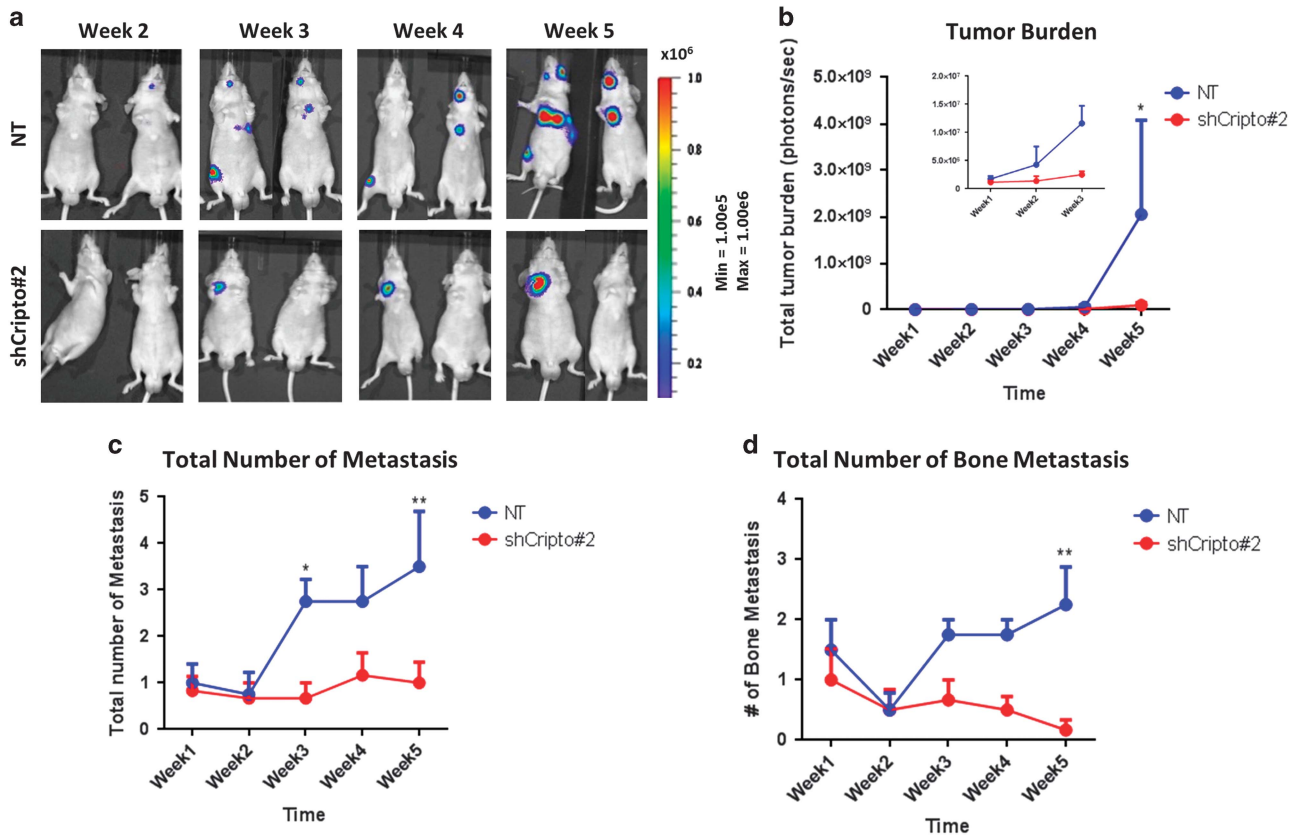 a
Week 2
Week 3
Week 4
Week 5
NT
shCripto#2
x10⁶
1.0
0.8
0.6
0.4
0.2
Min = 1.00e5
Max = 1.00e6
b
Tumor Burden
Total tumor burden (photons/sec)
5.0×10⁹
4.0×10⁹
3.0×10⁹
2.0×10⁹
1.0×10⁹
0
2.0×10⁷
1.5×10⁷
1.0×10⁷
5.0×10⁶
0
Week1
Week2
Week3
*
NT
shCripto#2
Week1
Week2
Week3
Week4
Week5
Time
c
Total Number of Metastasis
Total number of Metastasis
5
4
3
2
1
0
*
**
NT
shCripto#2
Week1
Week2
Week3
Week4
Week5
Time
d
Total Number of Bone Metastasis
# of Bone Metastasis
4
3
2
1
0
**
NT
shCripto#2
Week1
Week2
Week3
Week4
Week5
Time